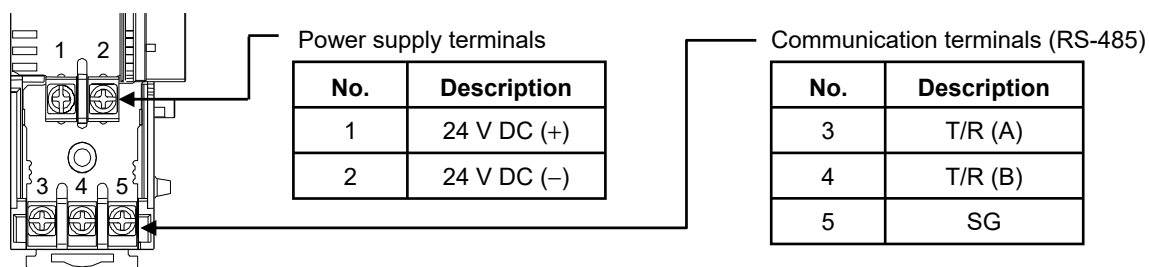 1 2
3 4 5
Power supply terminals
No. Description
1 24 V DC (+)
2 24 V DC (−)
Communication terminals (RS-485)
No. Description
3 T/R (A)
4 T/R (B)
5 SG